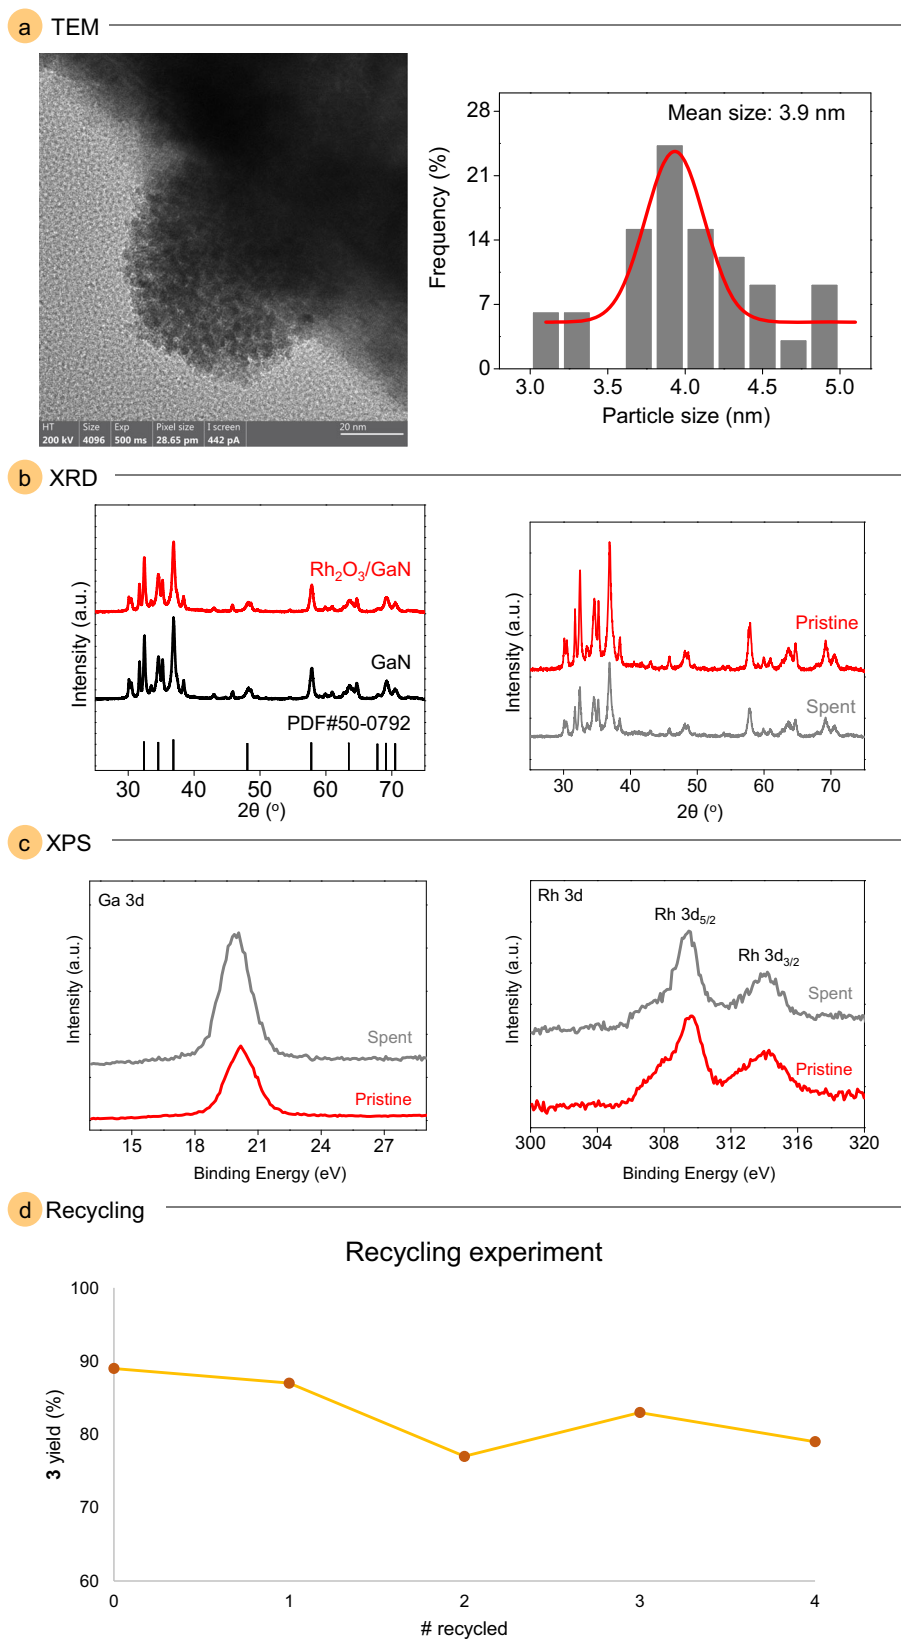 a TEM
HT Size Exp Pixel size I screen
200 kV 4096 500 ms 28.65 pm 442 pA
20 nm
Mean size: 3.9 nm
Frequency (%)
28
21
14
7
0
3.0 3.5 4.0 4.5 5.0
Particle size (nm)
b XRD
Intensity (a.u.)
Rh₂O₃/GaN
GaN
PDF#50-0792
30 40 50 60 70
2θ (°)
Intensity (a.u.)
Pristine
Spent
30 40 50 60 70
2θ (°)
c XPS
Ga 3d
Intensity (a.u.)
Spent
Pristine
15 18 21 24 27
Binding Energy (eV)
Rh 3d
Rh 3d₅/₂
Rh 3d₃/₂
Intensity (a.u.)
Spent
Pristine
300 304 308 312 316 320
Binding Energy (eV)
d Recycling
Recycling experiment
3 yield (%)
100
90
80
70
60
0 1 2 3 4
# recycled